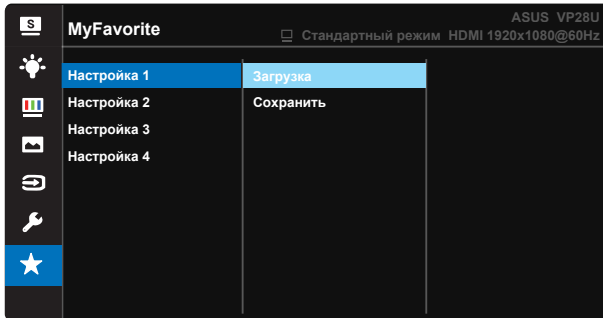 S
MyFavorite
ASUS VP28U
Стандартный режим HDMI 1920x1080@60Hz
Настройка 1
Загрузка
Настройка 2
Сохранить
Настройка 3
Настройка 4